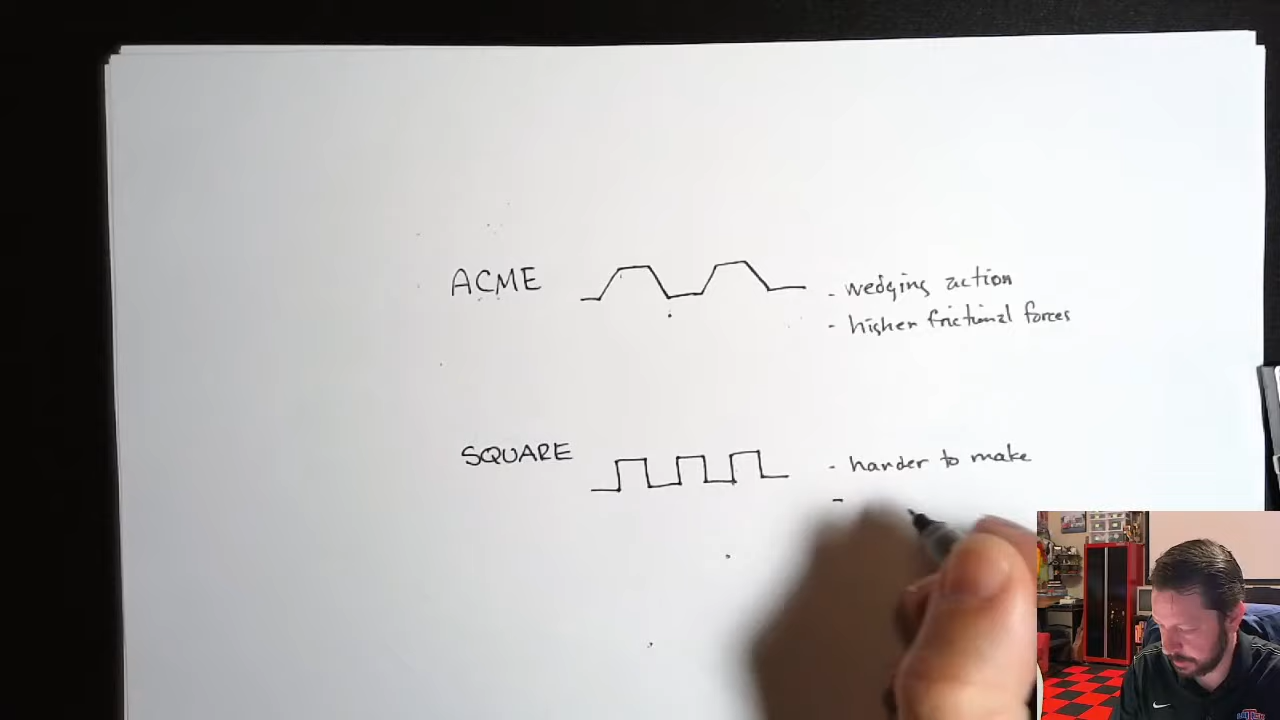 ACME
- wedging action
- higher frictional forces
SQUARE
- harder to make
-